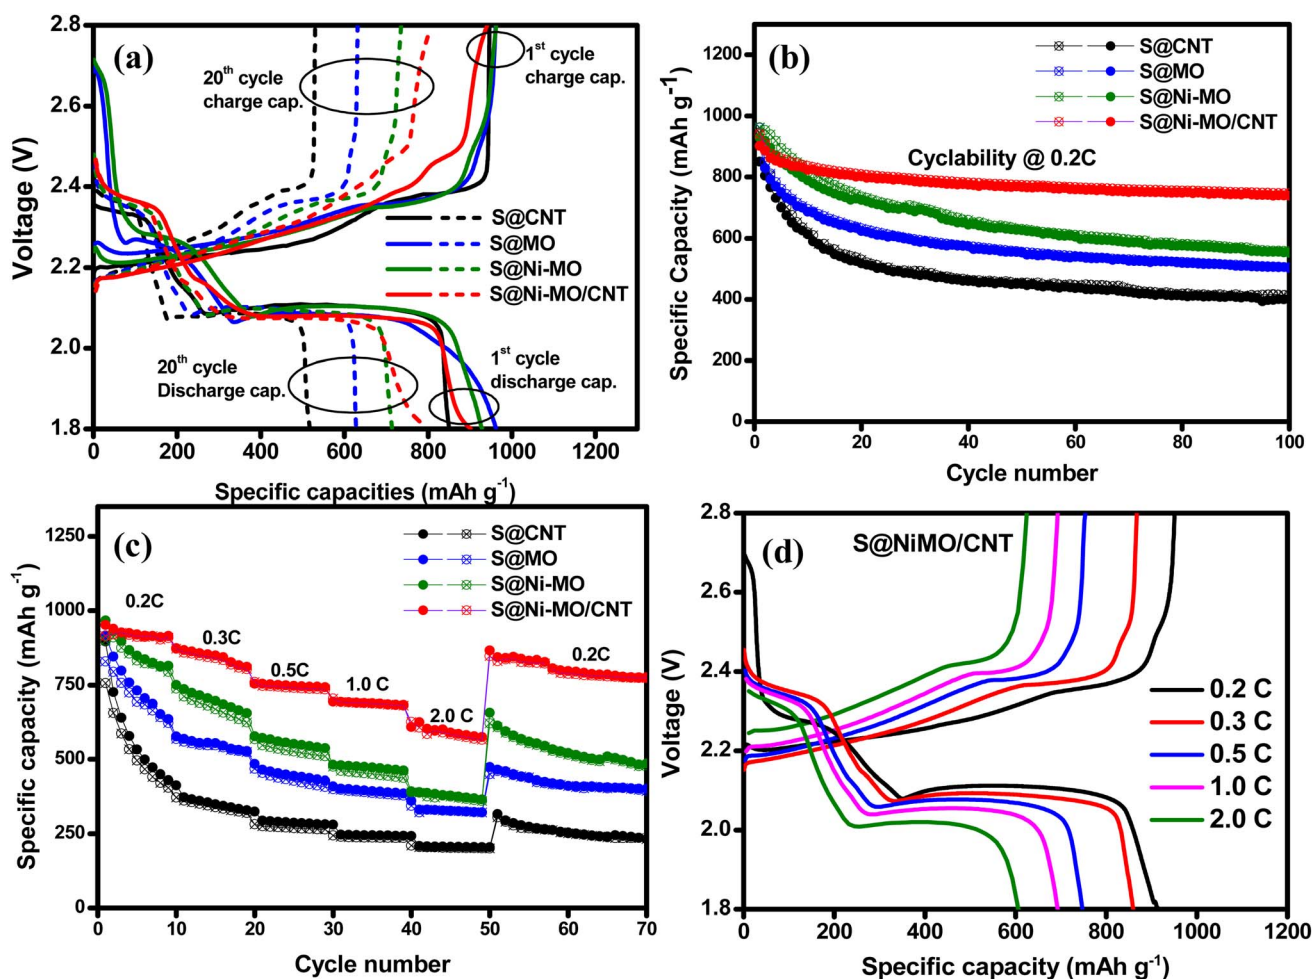 (a)
2.8
2.6
2.4
2.2
2.0
1.8
Voltage (V)
20th cycle
charge cap.
1st cycle
charge cap.
S@CNT
S@MO
S@Ni-MO
S@Ni-MO/CNT
20th cycle
Discharge cap.
1st cycle
discharge cap.
0 200 400 600 800 1000 1200
Specific capacities (mAh g-1)
(b)
1200
1000
800
600
400
200
0
Specific Capacity (mAh g-1)
S@CNT
S@MO
S@Ni-MO
S@Ni-MO/CNT
Cyclability @ 0.2C
0 20 40 60 80 100
Cycle number
(c)
1250
1000
750
500
250
0
Specific capacity (mAh g-1)
S@CNT
S@MO
S@Ni-MO
S@Ni-MO/CNT
0.2C
0.3C
0.5C
1.0 C
2.0 C
0.2C
0 10 20 30 40 50 60 70
Cycle number
(d)
S@NiMO/CNT
2.8
2.6
2.4
2.2
2.0
1.8
Voltage (V)
0.2 C
0.3 C
0.5 C
1.0 C
2.0 C
0 200 400 600 800 1000 1200
Specific capacity (mAh g-1)